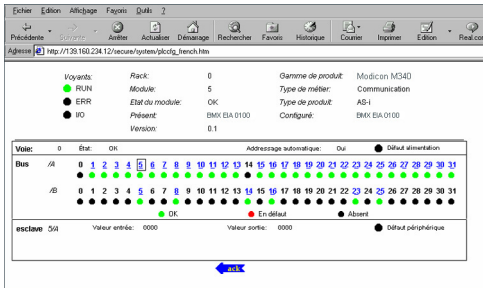 Fichier Edition Affichage Favoris Outils ?
Précédente Suivante Arrêter Actualiser Démarrage Rechercher Favoris Historique Courrier Imprimer Edition Real.com
Adresse http://139.160.234.12/secure/system/plccfg_french.htm
Voyants: Rack: 0 Gamme de produit: Modicon M340
RUN Module: 5 Type de métier: Communication
ERR Etat du module: OK Type de produit: AS-i
I/O Présent: BMX EIA 0100 Configuré: BMX EIA 0100
Version: 0.1
Voie: 0 État: OK Addressage automatique: Oui Défaut alimentation
Bus /A 0 1 2 3 4 5 6 7 8 9 10 11 12 13 14 15 16 17 18 19 20 21 22 23 24 25 26 27 28 29 30 31
/B 0 1 2 3 4 5 6 7 8 9 10 11 12 13 14 15 16 17 18 19 20 21 22 23 24 25 26 27 28 29 30 31
OK En défaut Absent
esclave 5/A Valeur entrée: 0000 Valeur sortie: 0000 Défaut périphérique
ack